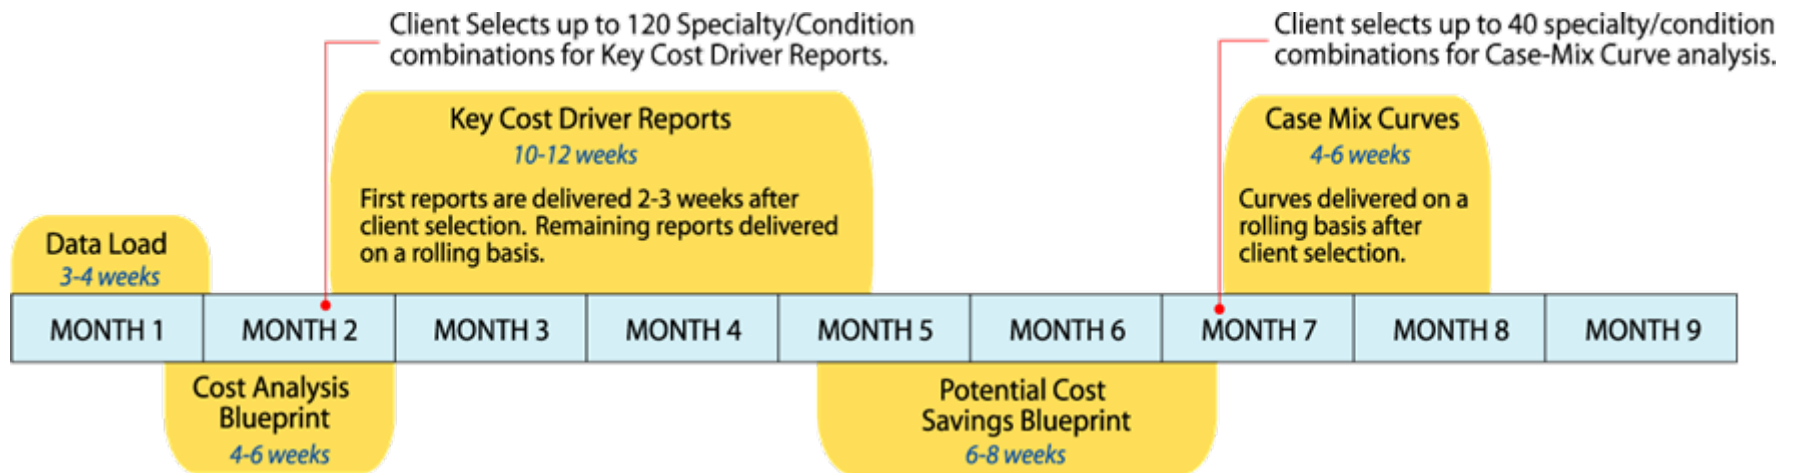 Client Selects up to 120 Specialty/Condition
combinations for Key Cost Driver Reports.
Client selects up to 40 specialty/condition
combinations for Case-Mix Curve analysis.
Key Cost Driver Reports
10-12 weeks
First reports are delivered 2-3 weeks after
client selection. Remaining reports delivered
on a rolling basis.
Case Mix Curves
4-6 weeks
Curves delivered on a
rolling basis after
client selection.
Data Load
3-4 weeks
MONTH 1
MONTH 2
MONTH 3
MONTH 4
MONTH 5
MONTH 6
MONTH 7
MONTH 8
MONTH 9
Cost Analysis
Blueprint
4-6 weeks
Potential Cost
Savings Blueprint
6-8 weeks